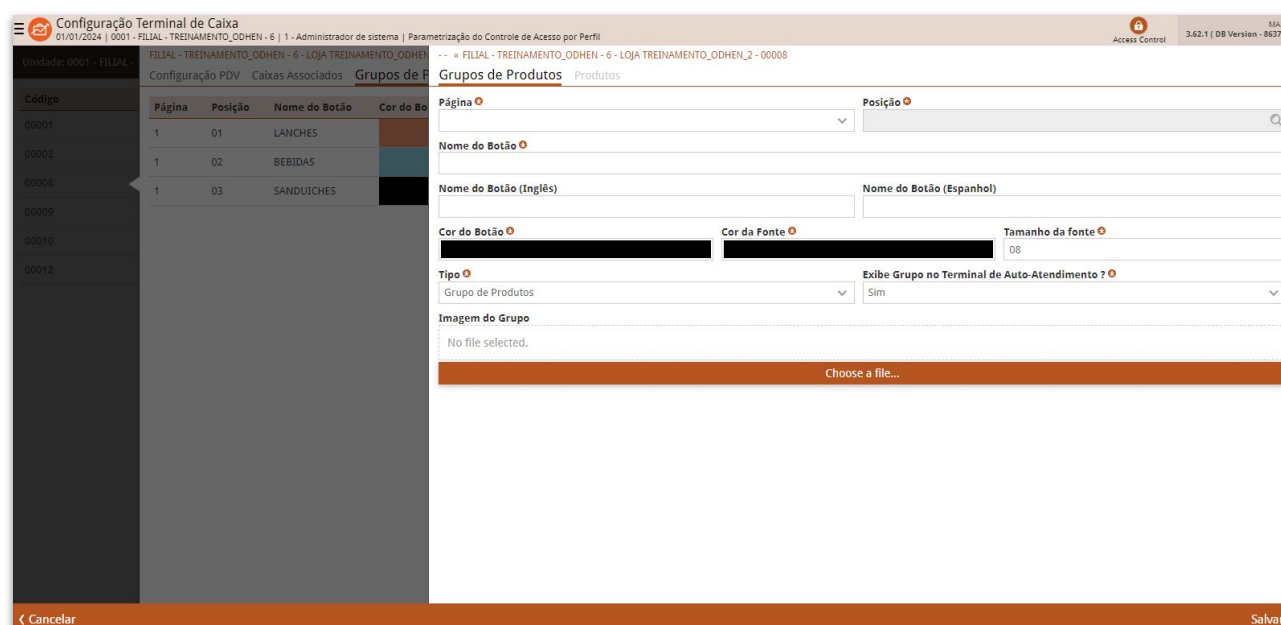 Configuração Terminal de Caixa
01/01/2024 | 0001 - FILIAL - TREINAMENTO_ODHEN - 6 | 1 - Administrador de sistema | Parametrização do Controle de Acesso por Perfil
Access Control
MA
3.62.1 ( DB Version - 8637
Unidade: 0001 - FILIAL -
FILIAL - TREINAMENTO_ODHEN - 6 - LOJA TREINAMENTO_ODHEN
-- « FILIAL - TREINAMENTO_ODHEN - 6 - LOJA TREINAMENTO_ODHEN_2 - 00008
Configuração PDV Caixas Associados Grupos de P
Grupos de Produtos Produtos
Código
00001
00002
00008
00009
00010
00012
Página Posição Nome do Botão Cor do Bo
1 01 LANCHES
1 02 BEBIDAS
1 03 SANDUICHES
Página Posição
Nome do Botão
Nome do Botão (Inglês) Nome do Botão (Espanhol)
Cor do Botão Cor da Fonte Tamanho da fonte
08
Tipo Exibe Grupo no Terminal de Auto-Atendimento ?
Grupo de Produtos Sim
Imagem do Grupo
No file selected.
Choose a file...
Cancelar Salva